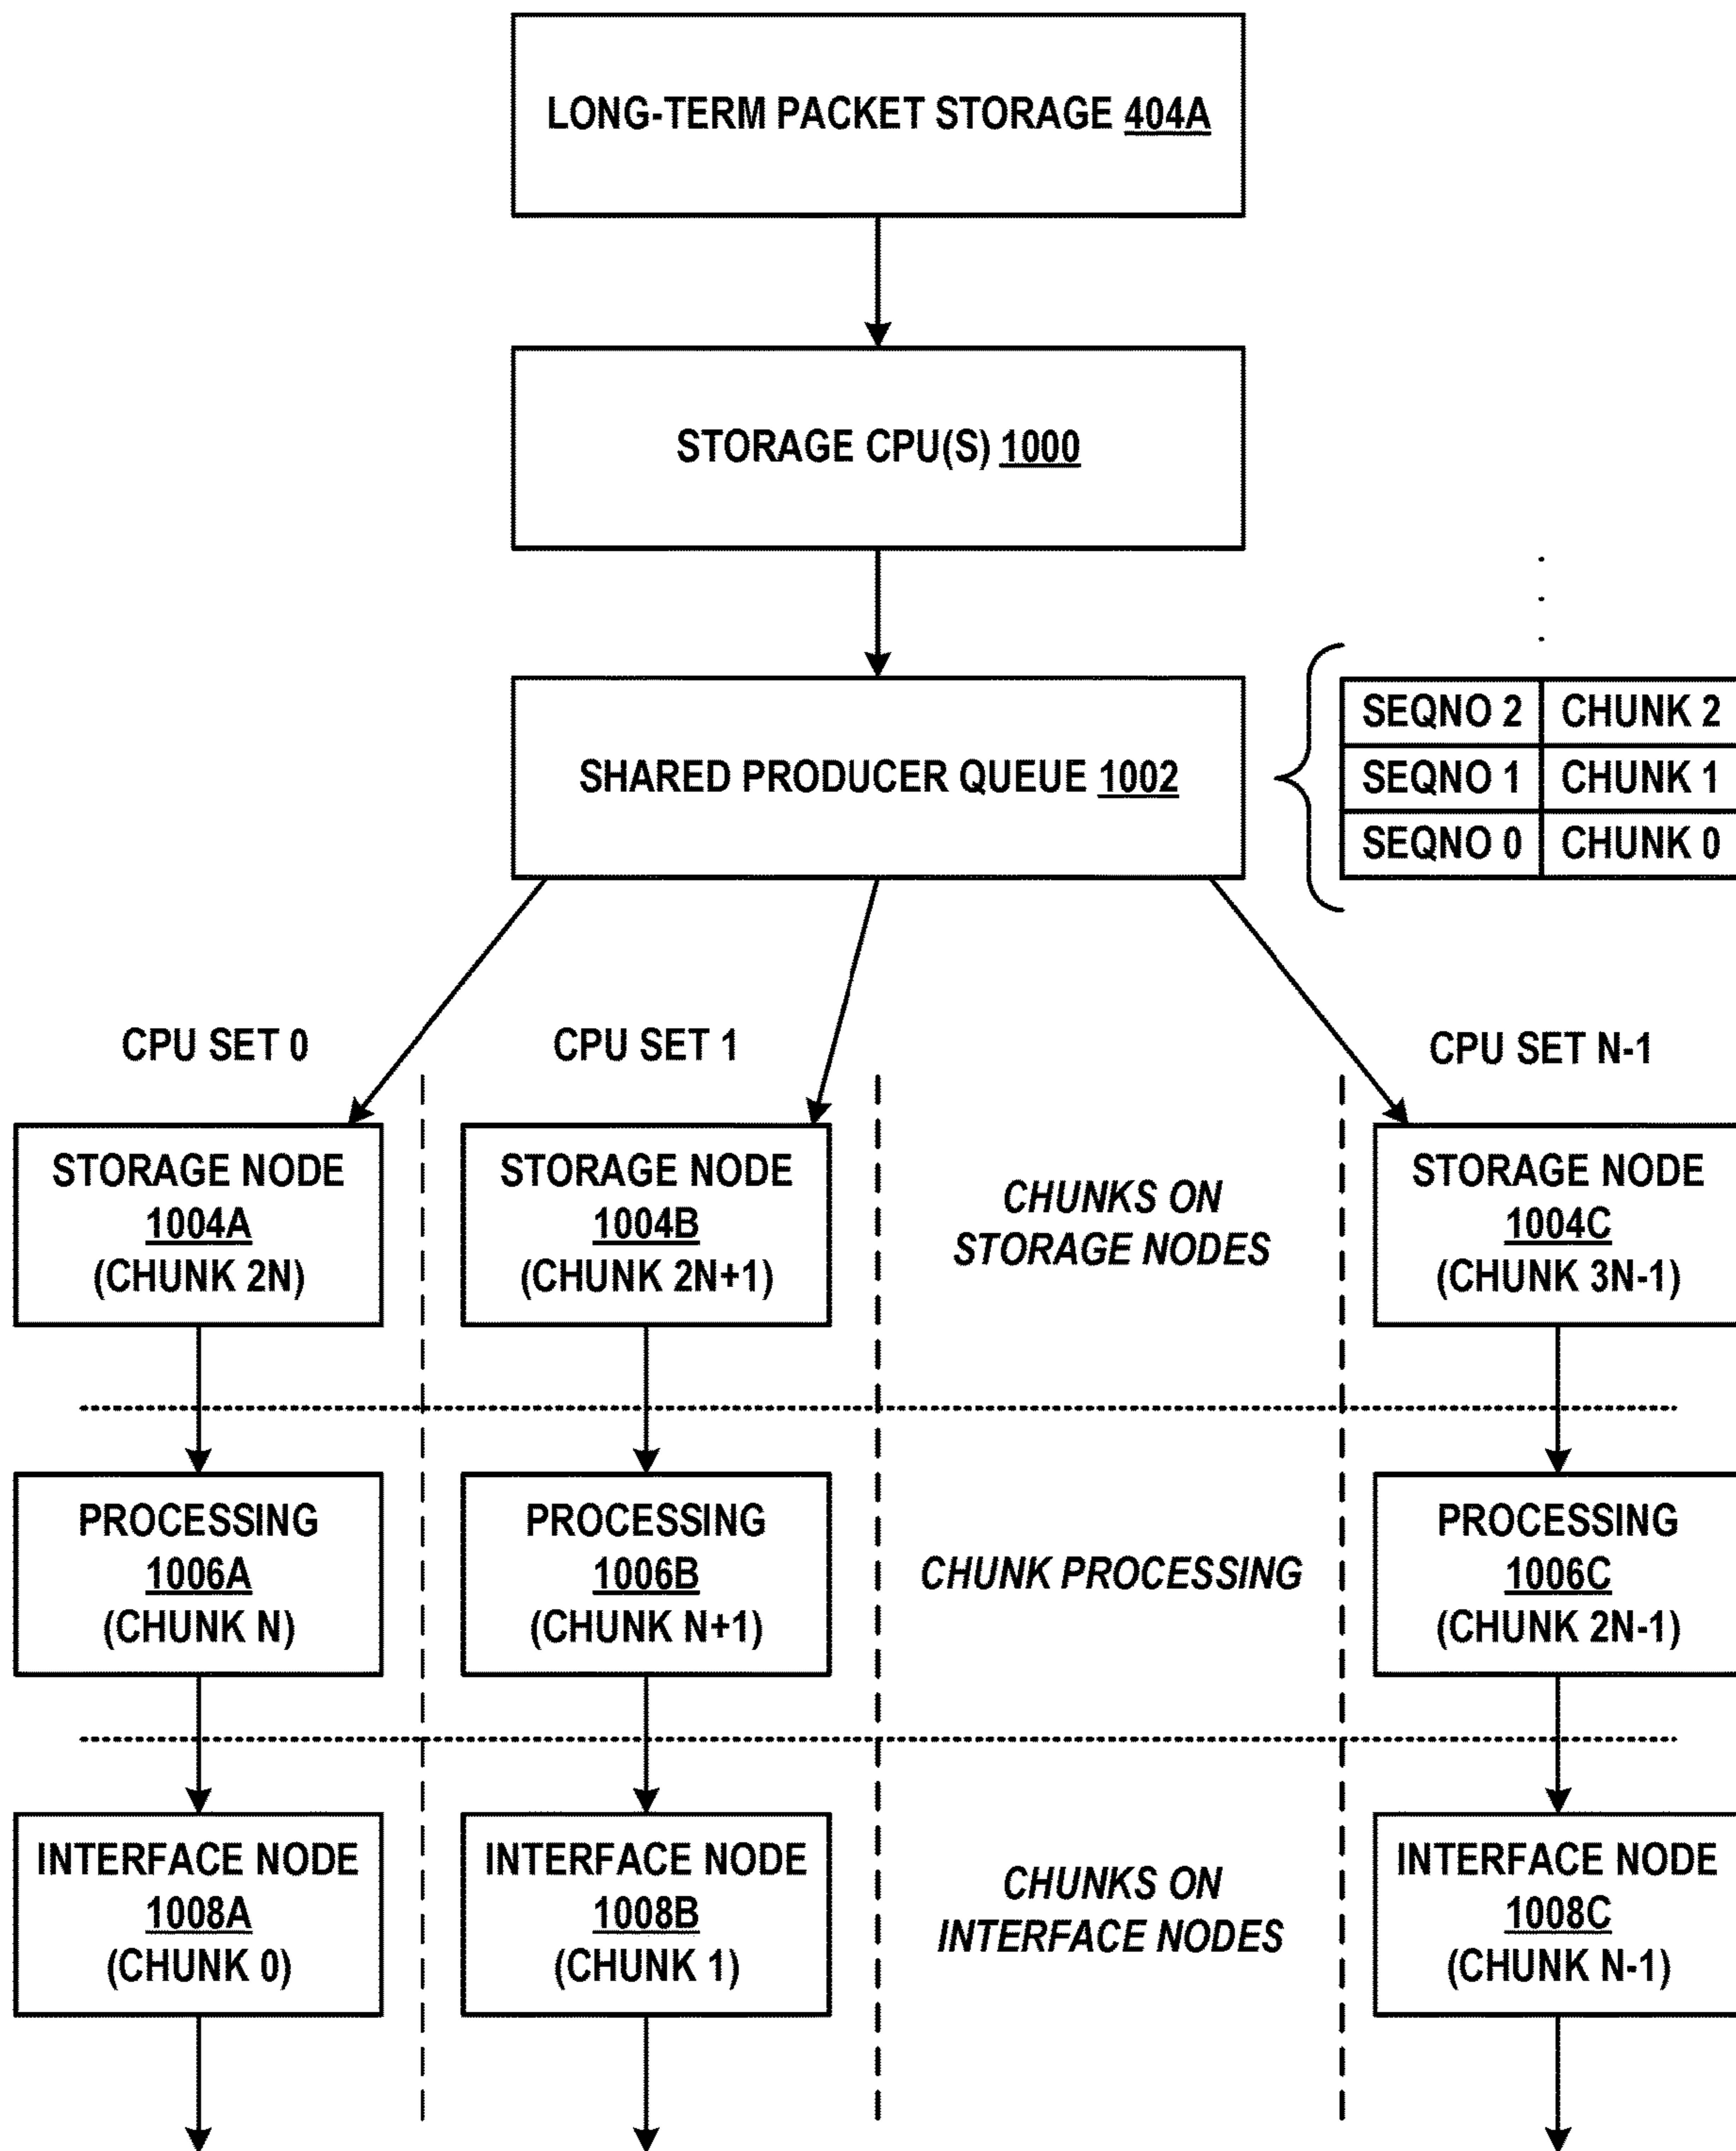 LONG-TERM PACKET STORAGE 404A
STORAGE CPU(S) 1000
SHARED PRODUCER QUEUE 1002
SEQNO 2 CHUNK 2
SEQNO 1 CHUNK 1
SEQNO 0 CHUNK 0
CPU SET 0
CPU SET 1
CPU SET N-1
STORAGE NODE
1004A
(CHUNK 2N)
STORAGE NODE
1004B
(CHUNK 2N+1)
CHUNKS ON
STORAGE NODES
STORAGE NODE
1004C
(CHUNK 3N-1)
PROCESSING
1006A
(CHUNK N)
PROCESSING
1006B
(CHUNK N+1)
CHUNK PROCESSING
PROCESSING
1006C
(CHUNK 2N-1)
INTERFACE NODE
1008A
(CHUNK 0)
INTERFACE NODE
1008B
(CHUNK 1)
CHUNKS ON
INTERFACE NODES
INTERFACE NODE
1008C
(CHUNK N-1)